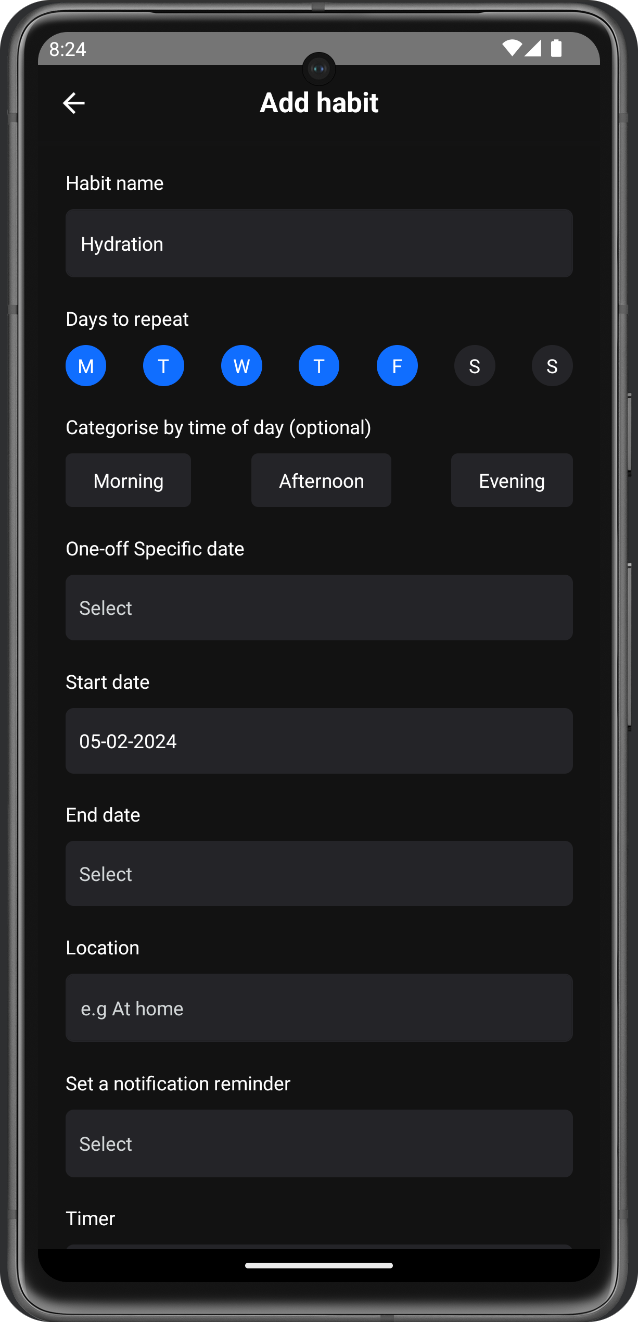 8:24
Add habit
Habit name
Hydration
Days to repeat
M T W T F S S
Categorise by time of day (optional)
Morning Afternoon Evening
One-off Specific date
Select
Start date
05-02-2024
End date
Select
Location
e.g At home
Set a notification reminder
Select
Timer